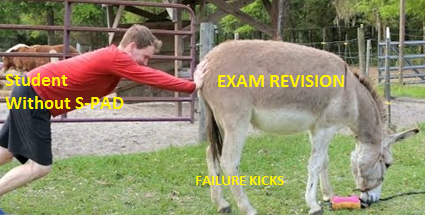 Student
Without S-PAD
EXAM REVISION
FAILURE KICKS